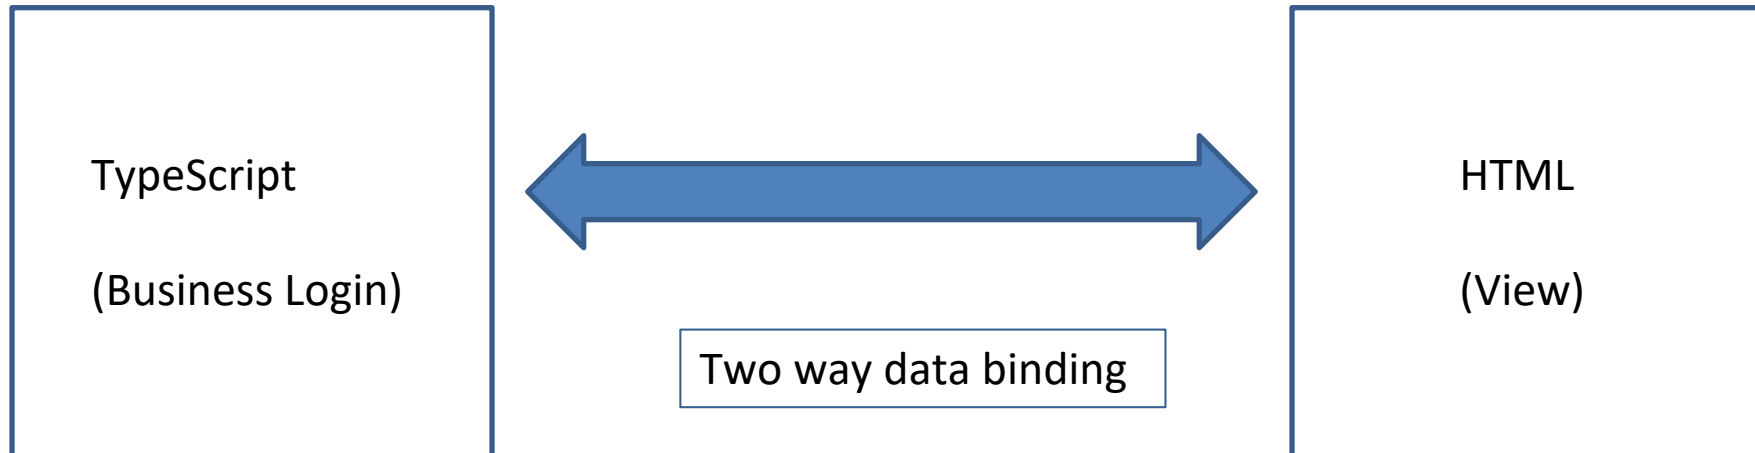 TypeScript
(Business Login)
Two way data binding
HTML
(View)